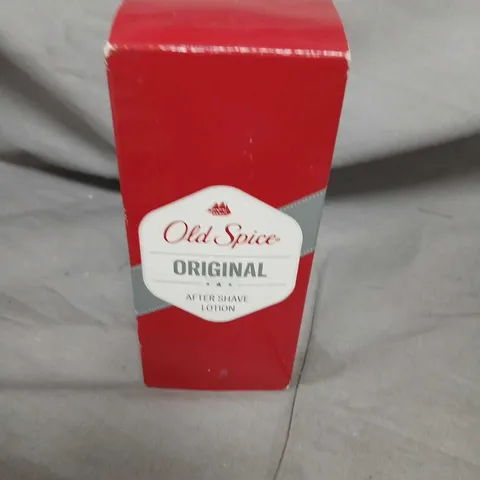 Old Spice
ORIGINAL
AFTER SHAVE
LOTION